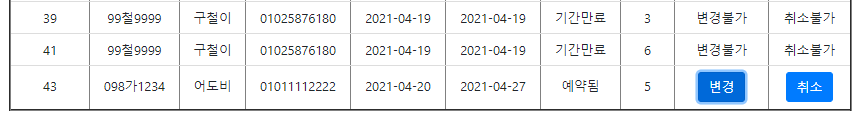 39 99철9999 구철이 01025876180 2021-04-19 2021-04-19 기간만료 3 변경불가 취소불가
41 99철9999 구철이 01025876180 2021-04-19 2021-04-19 기간만료 6 변경불가 취소불가
43 098가1234 어도비 01011112222 2021-04-20 2021-04-27 예약됨 5 변경 취소